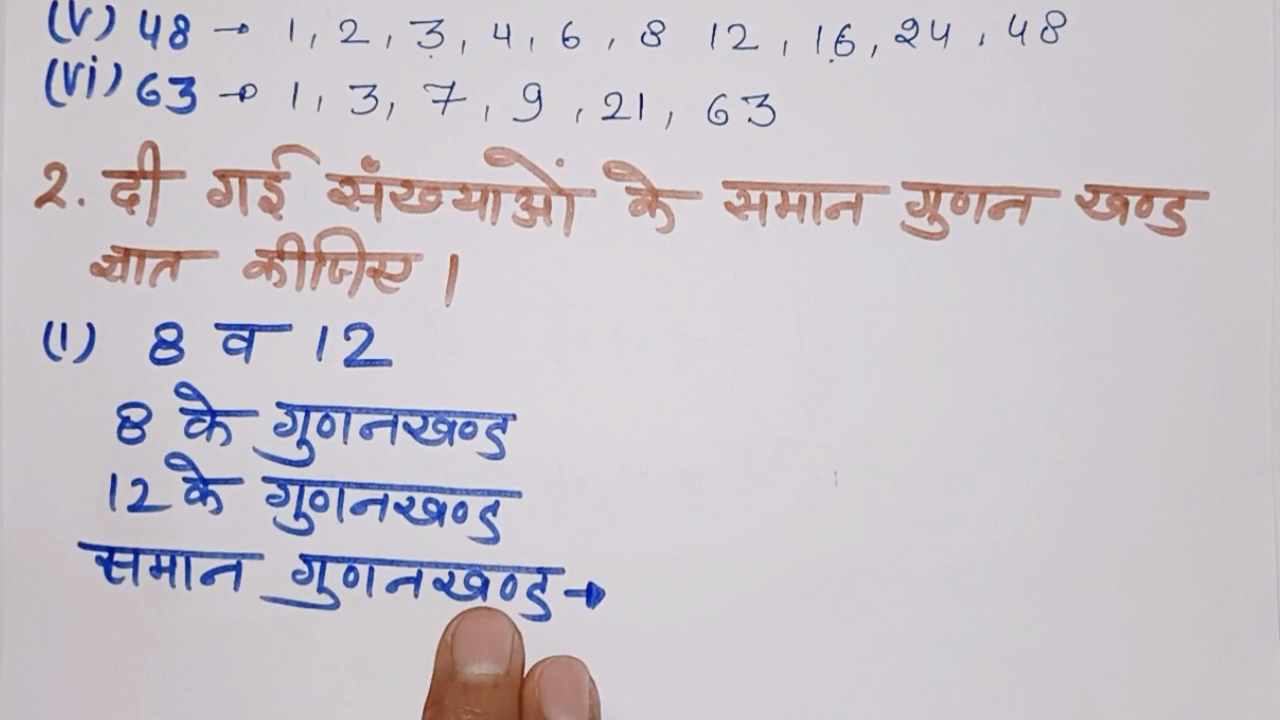 (v) 48 → 1, 2, 3, 4, 6, 8 12, 16, 24, 48
(vi) 63 → 1, 3, 7, 9, 21, 63
2. दी गई संख्याओं के समान गुणन खण्ड
ज्ञात कीजिए।
(1) 8 व 12
8 के गुणनखण्ड
12 के गुणनखण्ड
समान गुणनखण्ड→